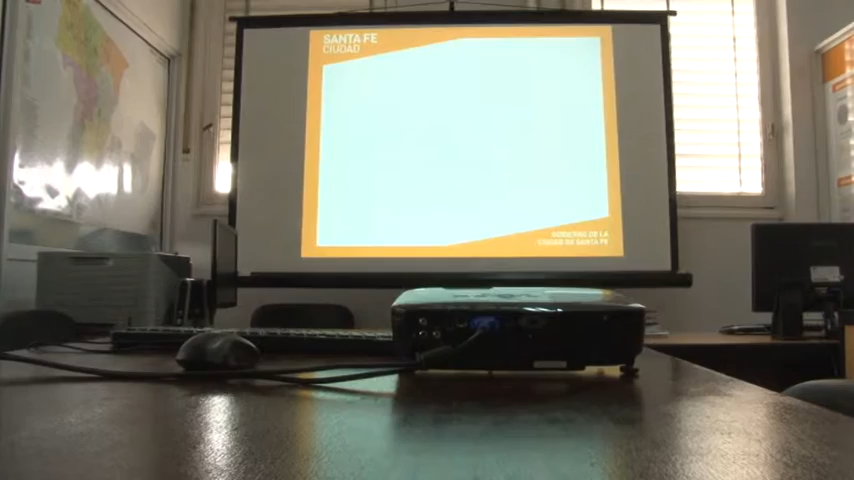 SANTA FE
CIUDAD
GOBIERNO DE LA
CIUDAD DE SANTA FE